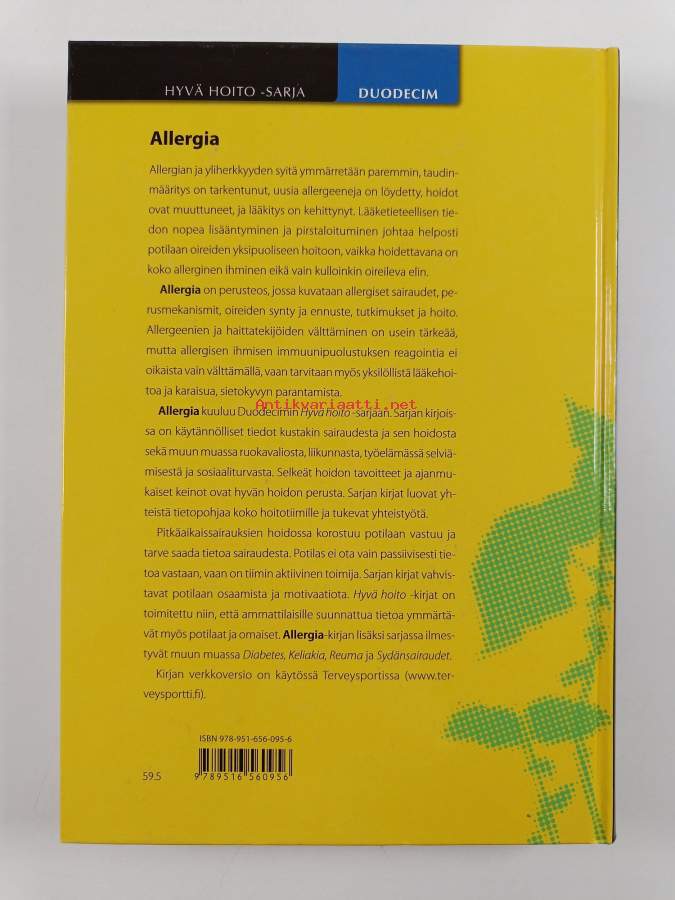 HYVÄ HOITO -SARJA
DUODECIM
Allergia
Allergian ja yliherkkyyden syitä ymmärretään paremmin, taudin-
määritys on tarkentunut, uusia allergeeneja on löydetty, hoidot
ovat muuttuneet, ja lääkitys on kehittynyt. Lääketieteellisen tie-
don nopea lisääntyminen ja pirstaloituminen johtaa helposti
potilaan oireiden yksipuoliseen hoitoon, vaikka hoidettavana on
koko allerginen ihminen eikä vain kulloinkin oireileva elin.
Allergia on perusteos, jossa kuvataan allergiset sairaudet, pe-
rusmekanismit, oireiden synty ja ennuste, tutkimukset ja hoito.
Allergeenien ja haittatekijöiden välttäminen on usein tärkeää,
mutta allergisen ihmisen immuunipuolustuksen reagointia ei
oikaista vain välttämällä, vaan tarvitaan myös yksilöllistä lääkehoi-
toa ja karaisua, sietokyvyn parantamista.
Antikvariaatti.net
Allergia kuuluu Duodecimin Hyvä hoito -sarjaan. Sarjan kirjois-
sa on käytännölliset tiedot kustakin sairaudesta ja sen hoidosta
sekä muun muassa ruokavaliosta, liikunnasta, työelämässä selviä-
misestä ja sosiaaliturvasta. Selkeät hoidon tavoitteet ja ajanmu-
kaiset keinot ovat hyvän hoidon perusta. Sarjan kirjat luovat yh-
teistä tietopohjaa koko hoitotiimille ja tukevat yhteistyötä.
Pitkäaikaissairauksien hoidossa korostuu potilaan vastuu ja
tarve saada tietoa sairaudesta. Potilas ei ota vain passiivisesti tie-
toa vastaan, vaan on tiimin aktiivinen toimija. Sarjan kirjat vahvis-
tavat potilaan osaamista ja motivaatiota. Hyvä hoito -kirjat on
toimitettu niin, että ammattilaisille suunnattua tietoa ymmärtä-
vät myös potilaat ja omaiset. Allergia-kirjan lisäksi sarjassa ilmes-
tyvät muun muassa Diabetes, Keliakia, Reuma ja Sydänsairaudet.
Kirjan verkkoversio on käytössä Terveysportissa (www.ter-
veysportti.fi).
ISBN 978-951-656-095-6
59.5
9 789516 560956